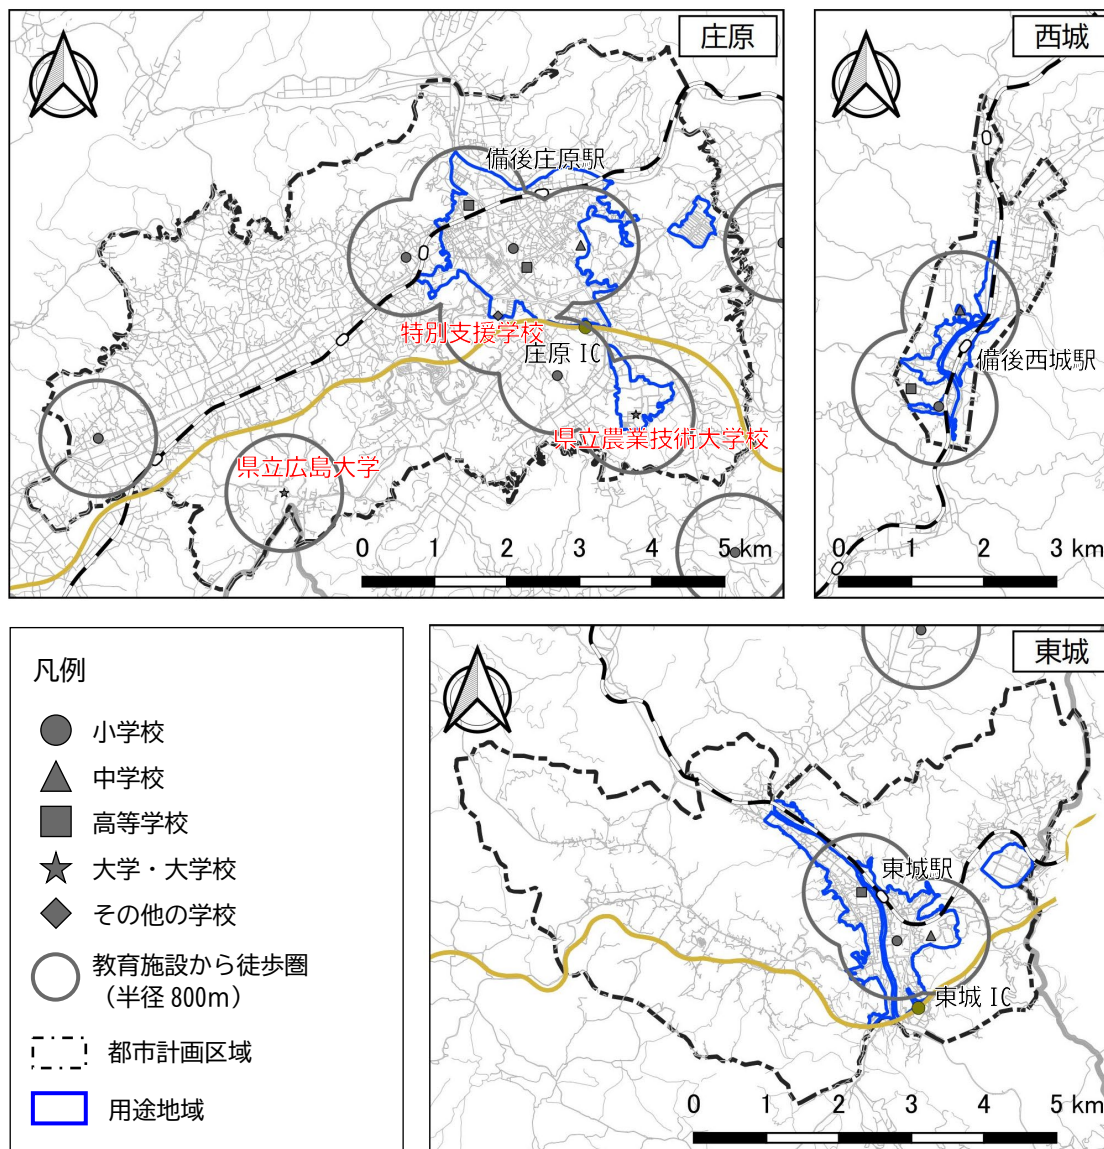 庄原
備後庄原駅
特別支援学校
庄原 IC
県立農業技術大学校
県立広島大学
0 1 2 3 4 5 km
西城
備後西城駅
0 1 2 3 km
凡例
小学校
中学校
高等学校
大学・大学校
その他の学校
教育施設から徒歩圏
（半径 800m）
都市計画区域
用途地域
東城
東城駅
東城 IC
0 1 2 3 4 5 km